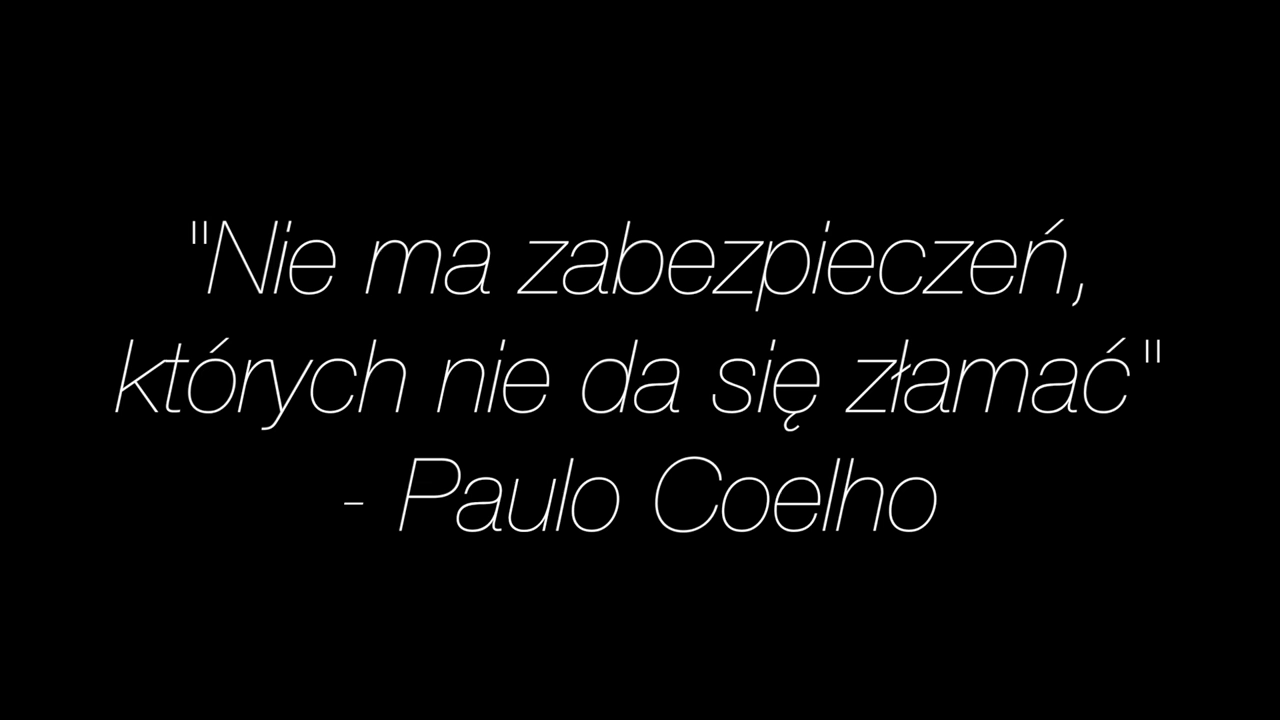 "Nie ma zabezpieczeń,
których nie da się złamać"
- Paulo Coelho